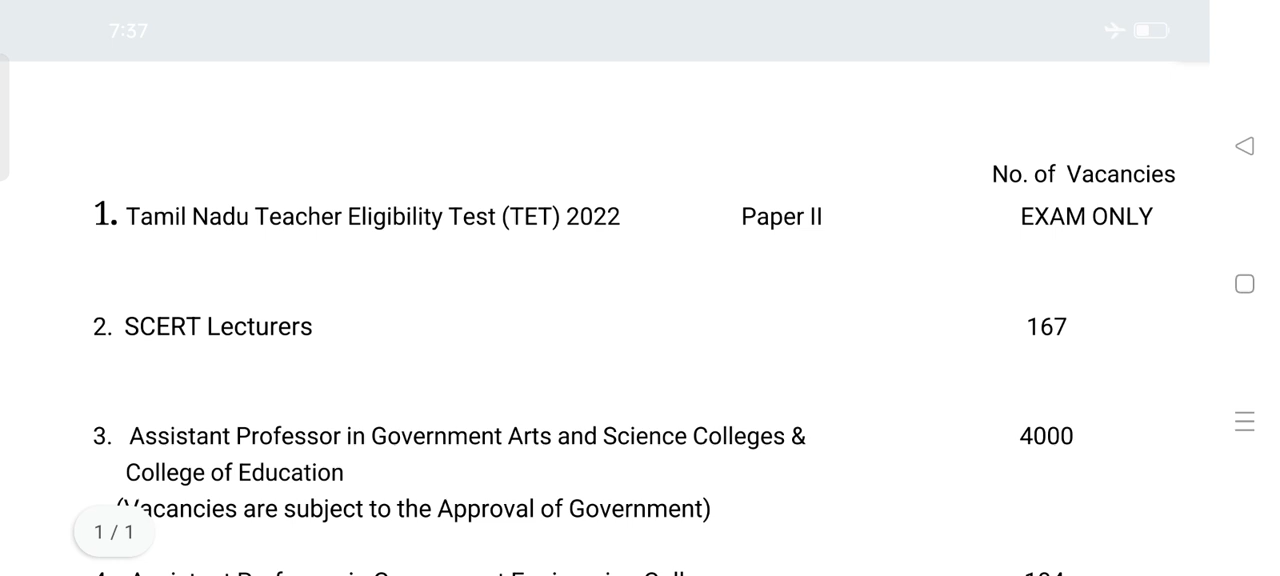 7:37
No. of Vacancies
1. Tamil Nadu Teacher Eligibility Test (TET) 2022 Paper II EXAM ONLY
2. SCERT Lecturers 167
3. Assistant Professor in Government Arts and Science Colleges & 4000
College of Education
(Vacancies are subject to the Approval of Government)
1 / 1